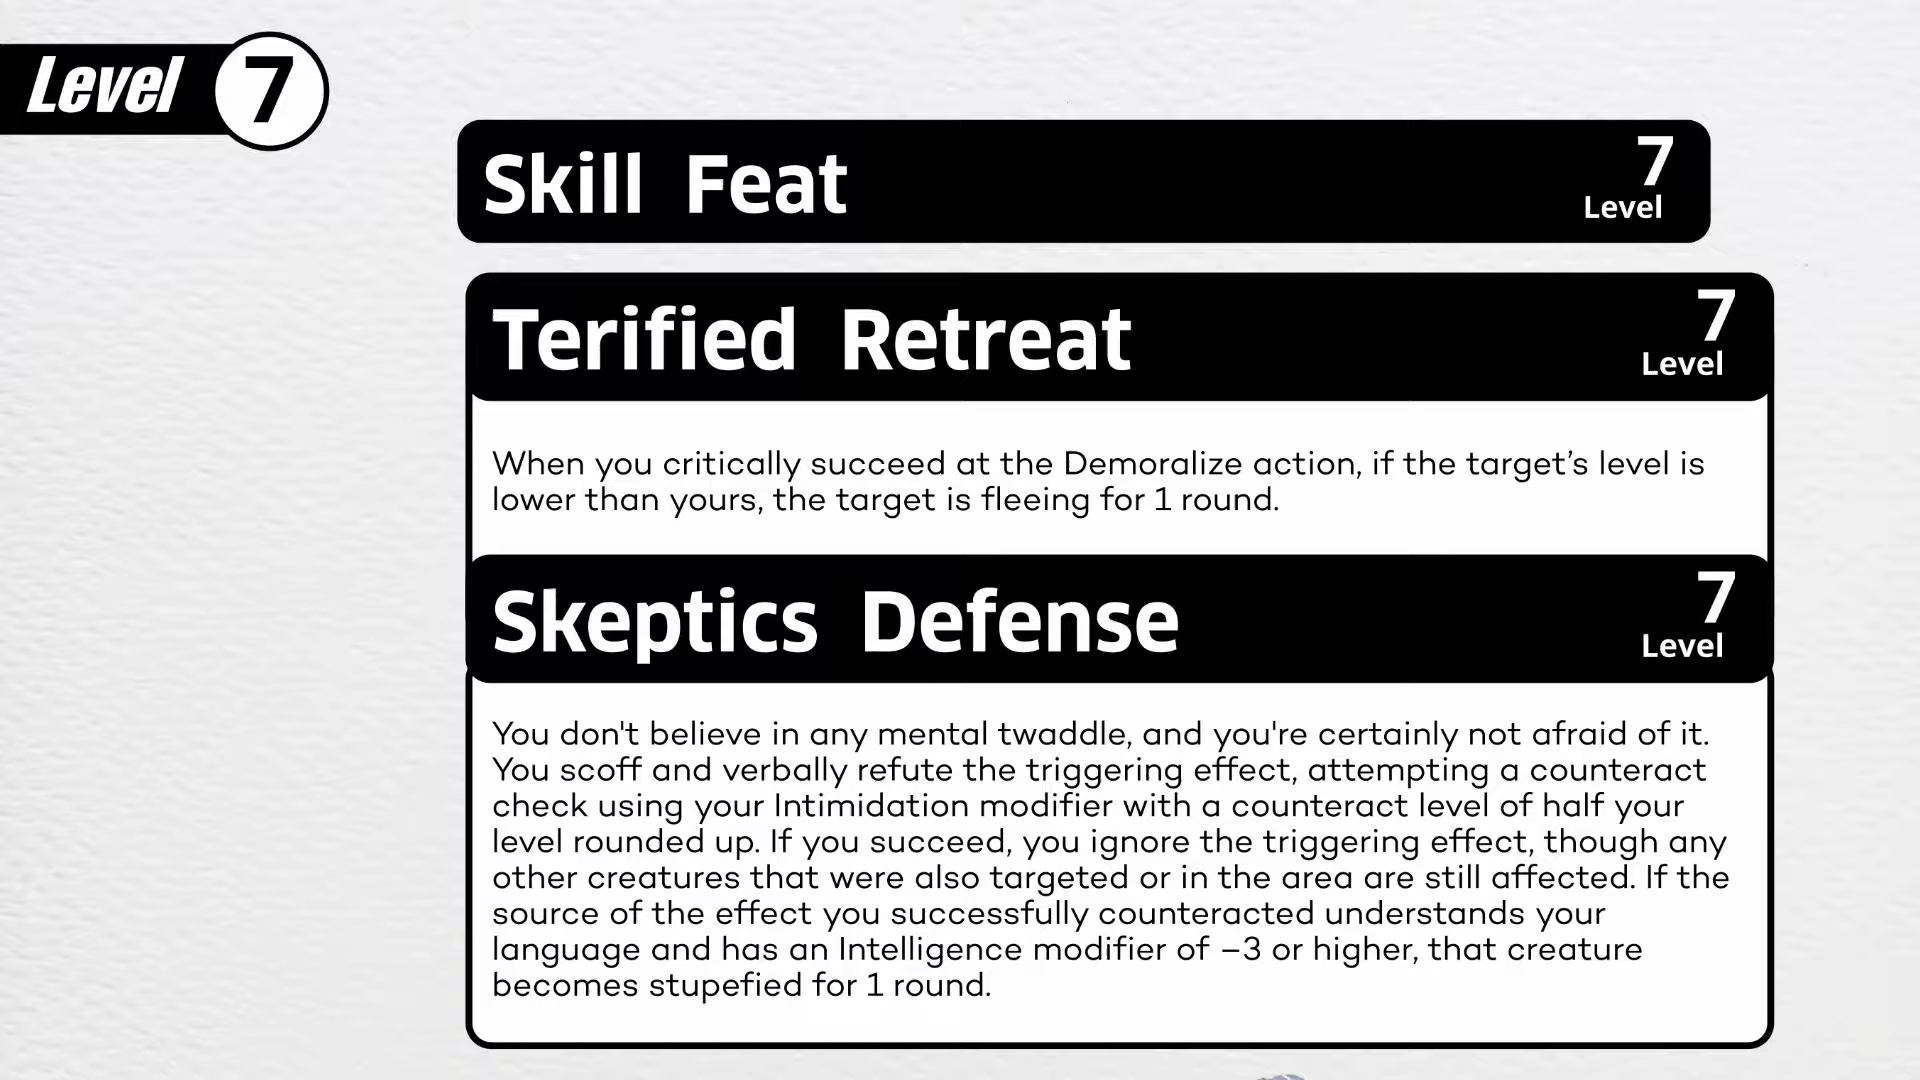 Level 7
Skill Feat
7
Level
Terified Retreat
7
Level
When you critically succeed at the Demoralize action, if the target’s level is
lower than yours, the target is fleeing for 1 round.
Skeptics Defense
7
Level
You don't believe in any mental twaddle, and you're certainly not afraid of it.
You scoff and verbally refute the triggering effect, attempting a counteract
check using your Intimidation modifier with a counteract level of half your
level rounded up. If you succeed, you ignore the triggering effect, though any
other creatures that were also targeted or in the area are still affected. If the
source of the effect you successfully counteracted understands your
language and has an Intelligence modifier of –3 or higher, that creature
becomes stupefied for 1 round.